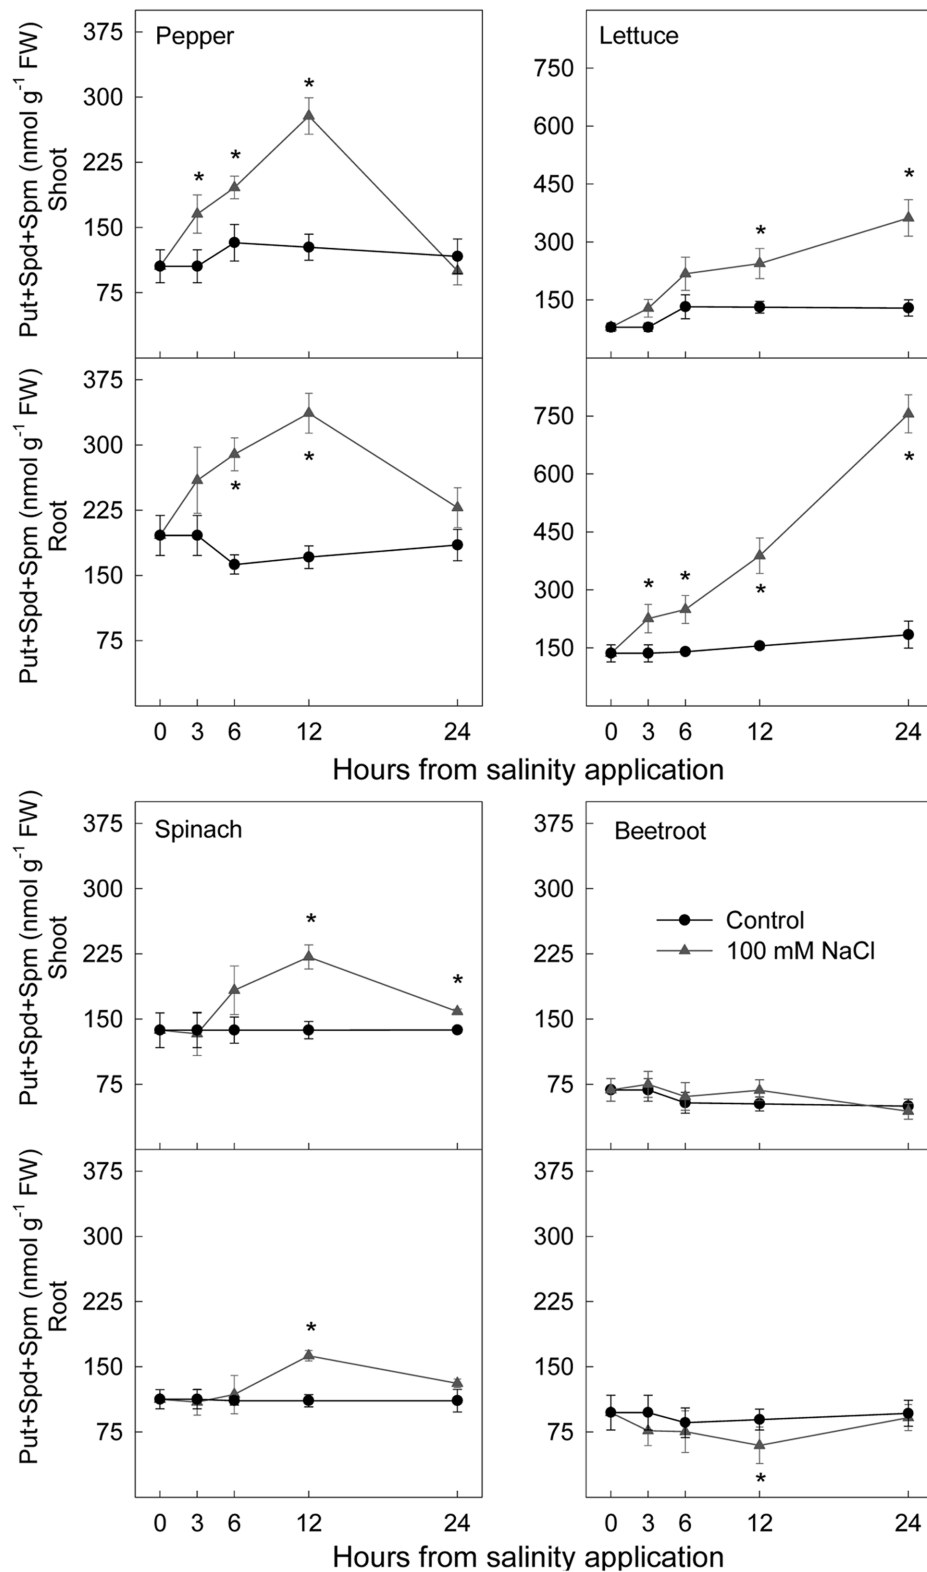 Pepper
Lettuce
Put+Spd+Spm (nmol g⁻¹ FW)
Shoot
375
300
225
150
75
* * *
750
600
450
300
150
* *
Put+Spd+Spm (nmol g⁻¹ FW)
Root
375
300
225
150
75
* *
750
600
450
300
150
* * * *
0 3 6 12 24
0 3 6 12 24
Hours from salinity application
Spinach
Beetroot
Put+Spd+Spm (nmol g⁻¹ FW)
Shoot
375
300
225
150
75
* *
375
300
225
150
75
Control
100 mM NaCl
Put+Spd+Spm (nmol g⁻¹ FW)
Root
375
300
225
150
75
*
375
300
225
150
75
*
0 3 6 12 24
0 3 6 12 24
Hours from salinity application